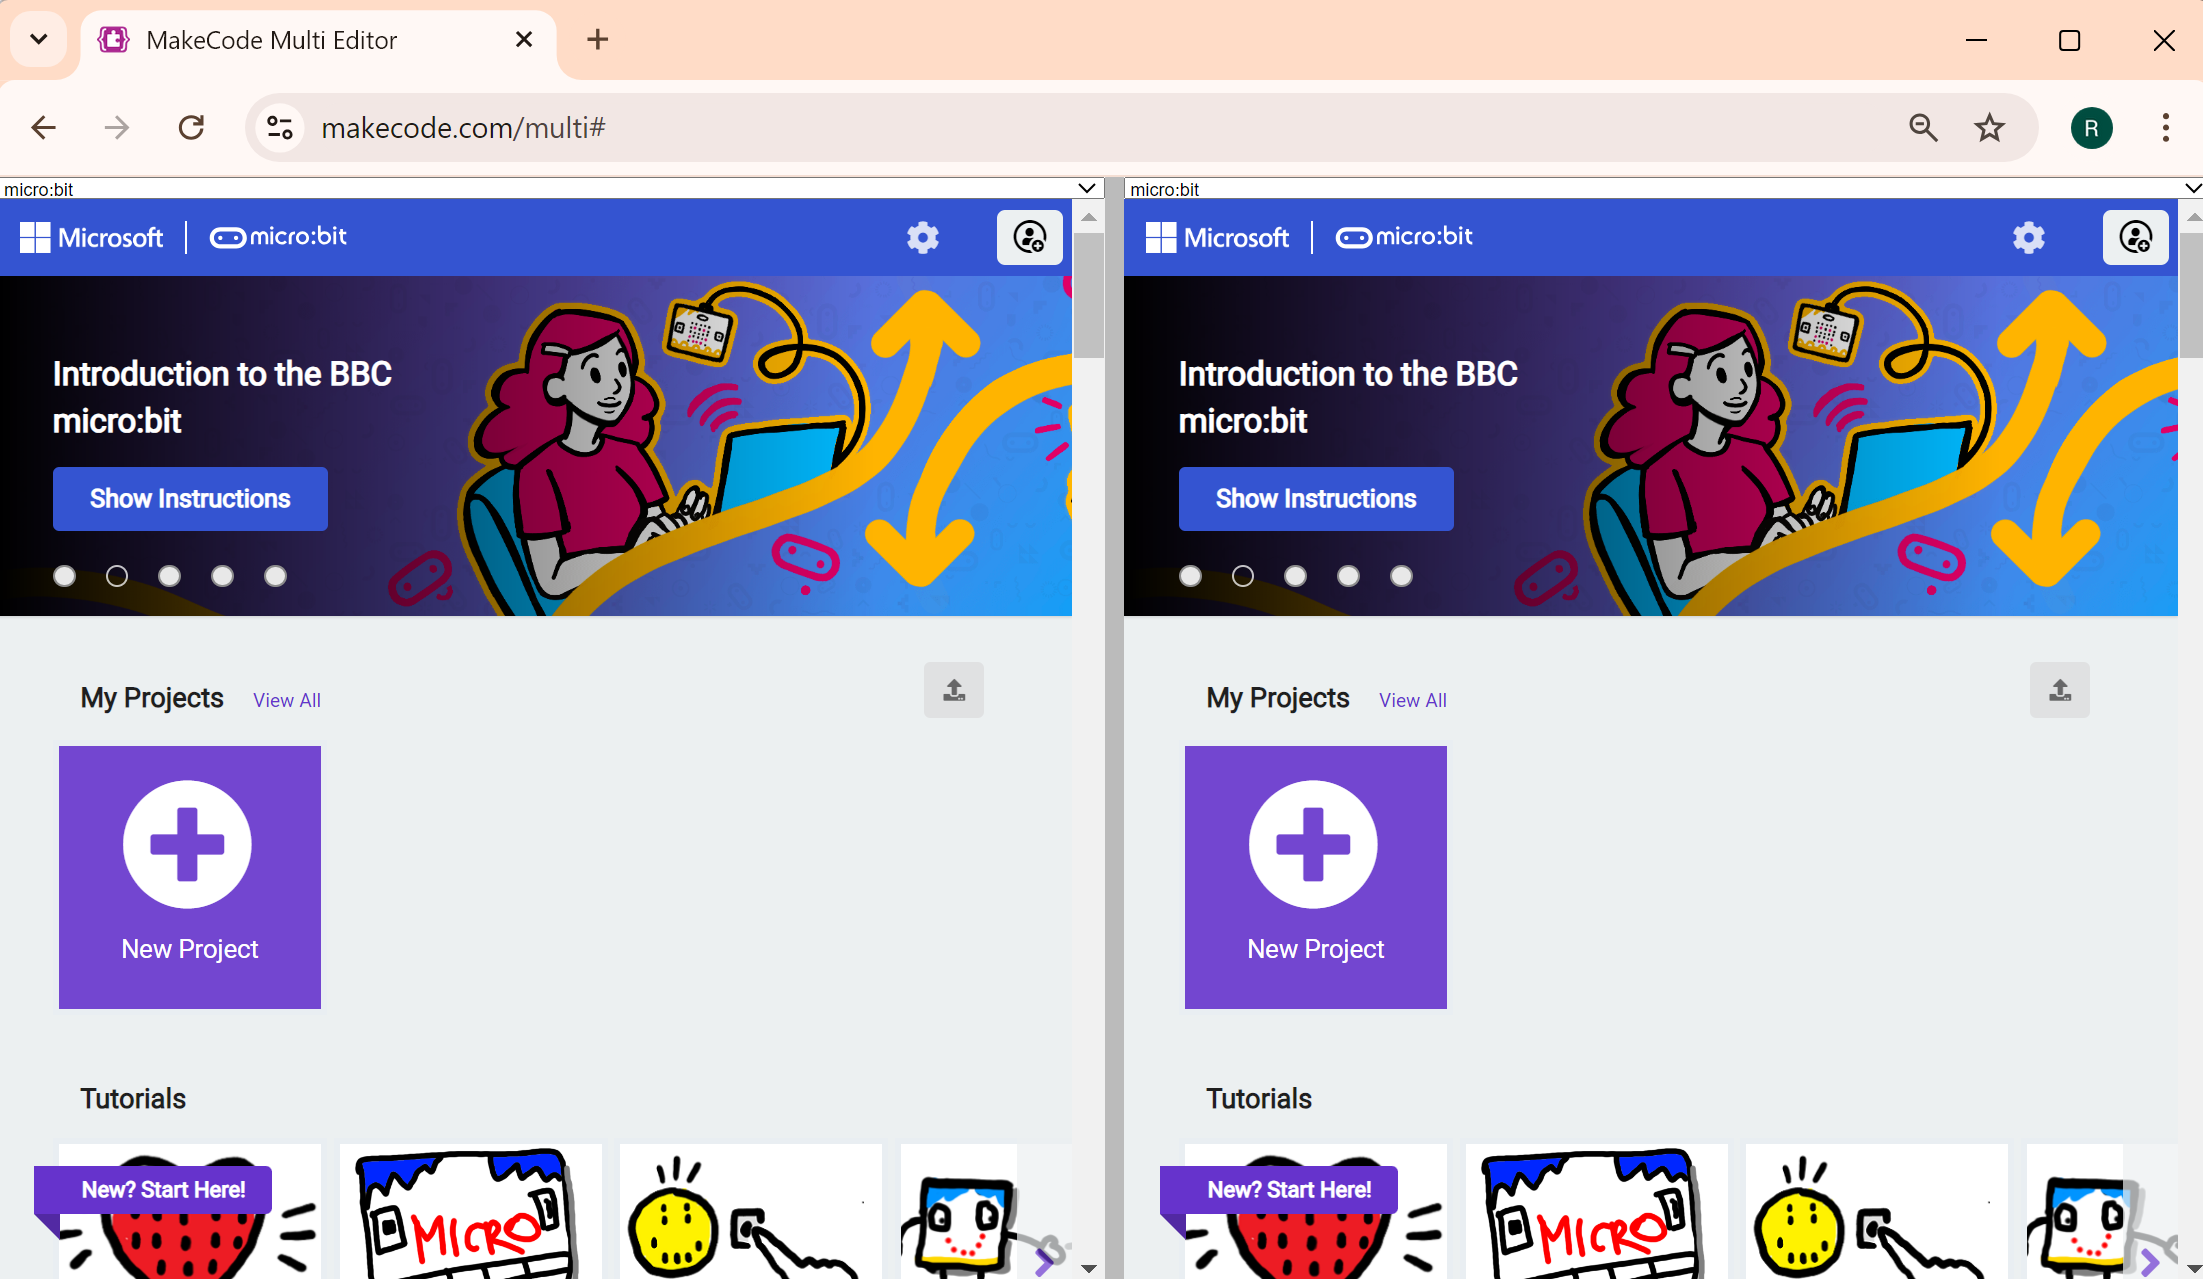 MakeCode Multi Editor
makecode.com/multi#
R
micro:bit
Microsoft
micro:bit
Introduction to the BBC
micro:bit
Show Instructions
My Projects View All
New Project
Tutorials
New? Start Here!
MICRO
micro:bit
Microsoft
micro:bit
Introduction to the BBC
micro:bit
Show Instructions
My Projects View All
New Project
Tutorials
New? Start Here!
MICRO